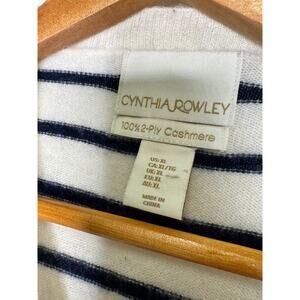 CYNTHIA ROWLEY
100% 2-Ply Cashmere
US: XL
CA: XL/TG
UK: XL
EU: XL
AU: XL
MADE IN
CHINA